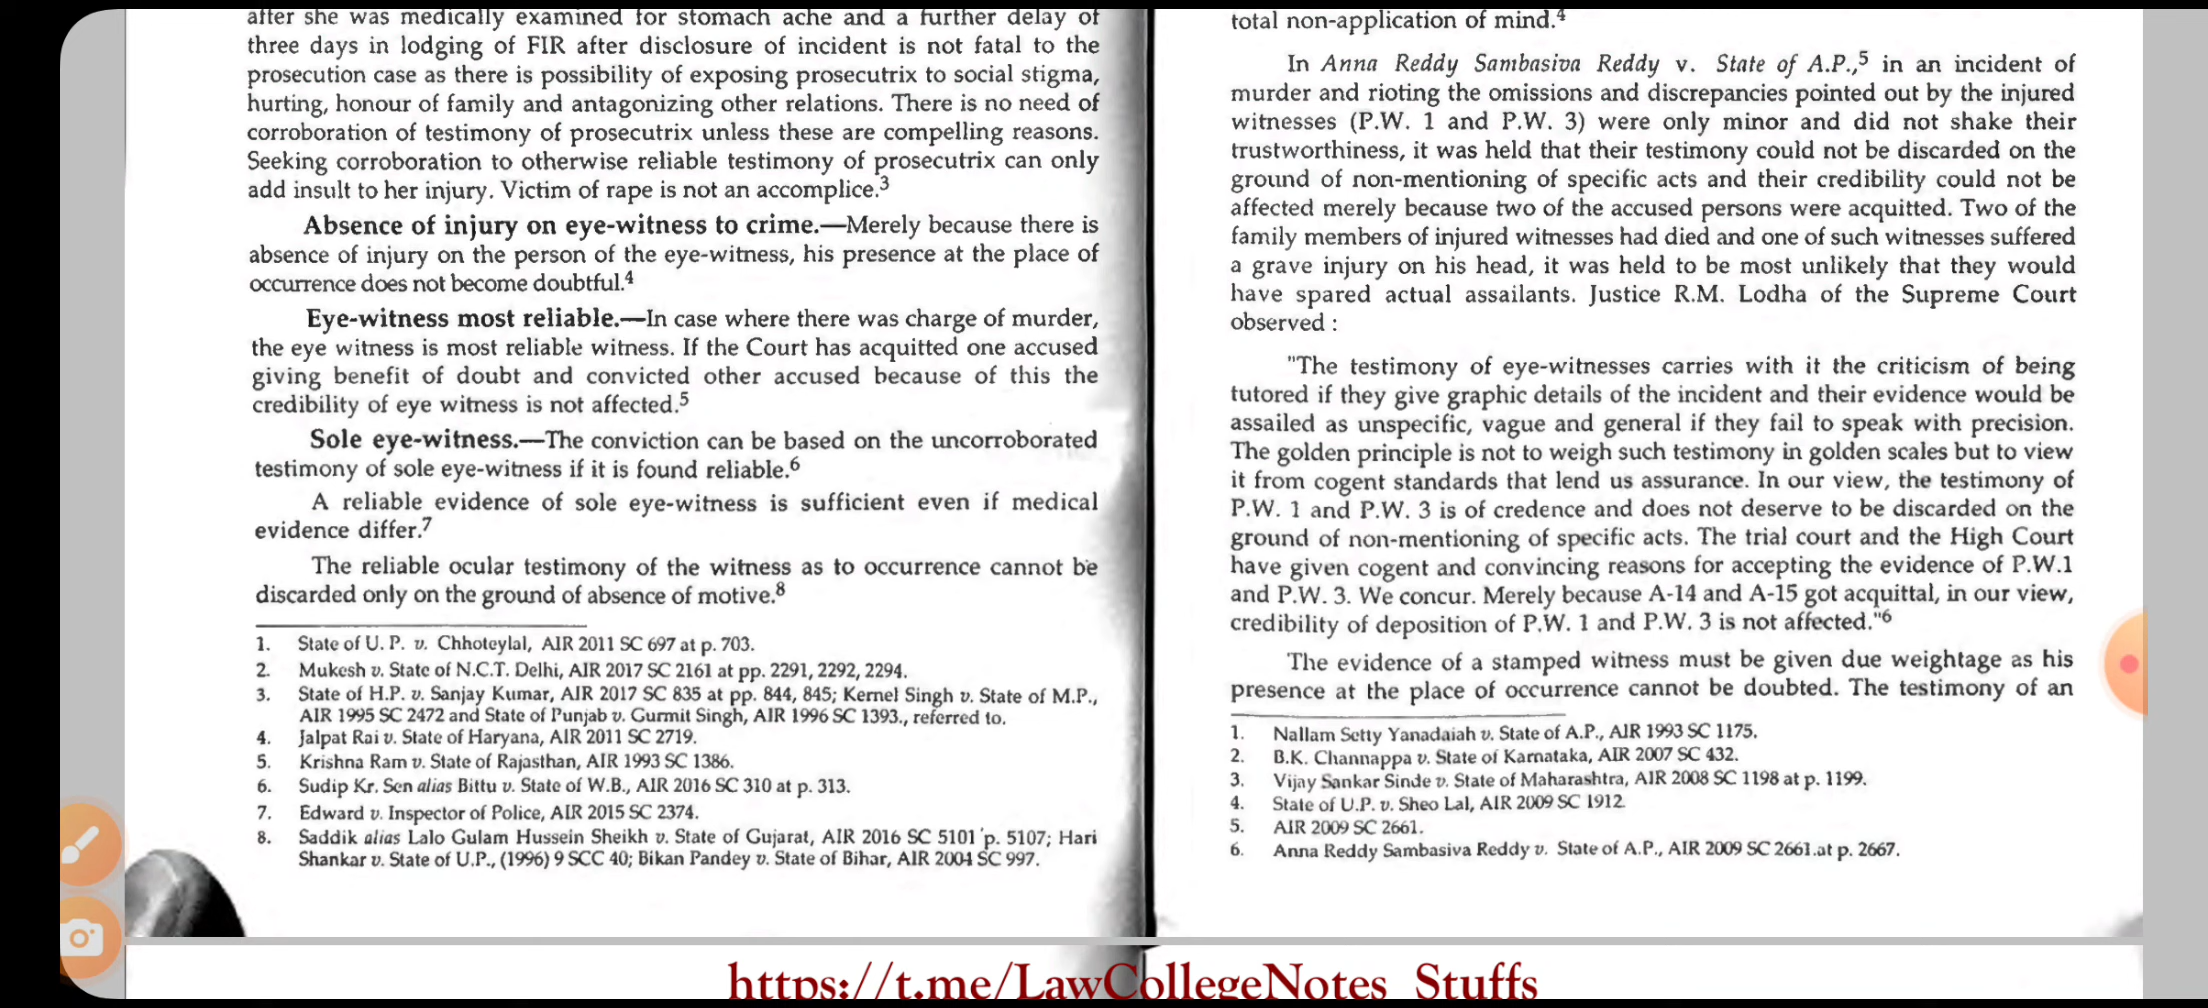 after she was medically examined for stomach ache and a further delay of
three days in lodging of FIR after disclosure of incident is not fatal to the
prosecution case as there is possibility of exposing prosecutrix to social stigma,
hurting, honour of family and antagonizing other relations. There is no need of
corroboration of testimony of prosecutrix unless these are compelling reasons.
Seeking corroboration to otherwise reliable testimony of prosecutrix can only
add insult to her injury. Victim of rape is not an accomplice.3
Absence of injury on eye-witness to crime.—Merely because there is
absence of injury on the person of the eye-witness, his presence at the place of
occurrence does not become doubtful.4
Eye-witness most reliable.—In case where there was charge of murder,
the eye witness is most reliable witness. If the Court has acquitted one accused
giving benefit of doubt and convicted other accused because of this the
credibility of eye witness is not affected.5
Sole eye-witness.—The conviction can be based on the uncorroborated
testimony of sole eye-witness if it is found reliable.6
A reliable evidence of sole eye-witness is sufficient even if medical
evidence differ.7
The reliable ocular testimony of the witness as to occurrence cannot be
discarded only on the ground of absence of motive.8
1. State of U. P. v. Chhoteylal, AIR 2011 SC 697 at p. 703.
2. Mukesh v. State of N.C.T. Delhi, AIR 2017 SC 2161 at pp. 2291, 2292, 2294.
3. State of H.P. v. Sanjay Kumar, AIR 2017 SC 835 at pp. 844, 845; Kernel Singh v. State of M.P.,
AIR 1995 SC 2472 and State of Punjab v. Gurmit Singh, AIR 1996 SC 1393., referred to.
4. Jalpat Rai v. State of Haryana, AIR 2011 SC 2719.
5. Krishna Ram v. State of Rajasthan, AIR 1993 SC 1386.
6. Sudip Kr. Sen alias Bittu v. State of W.B., AIR 2016 SC 310 at p. 313.
7. Edward v. Inspector of Police, AIR 2015 SC 2374.
8. Saddik alias Lalo Gulam Hussein Sheikh v. State of Gujarat, AIR 2016 SC 5101 p. 5107; Hari
Shankar v. State of U.P., (1996) 9 SCC 40; Bikan Pandey v. State of Bihar, AIR 2004 SC 997.
total non-application of mind.4
In Anna Reddy Sambasiva Reddy v. State of A.P.,5 in an incident of
murder and rioting the omissions and discrepancies pointed out by the injured
witnesses (P.W. 1 and P.W. 3) were only minor and did not shake their
trustworthiness, it was held that their testimony could not be discarded on the
ground of non-mentioning of specific acts and their credibility could not be
affected merely because two of the accused persons were acquitted. Two of the
family members of injured witnesses had died and one of such witnesses suffered
a grave injury on his head, it was held to be most unlikely that they would
have spared actual assailants. Justice R.M. Lodha of the Supreme Court
observed :
"The testimony of eye-witnesses carries with it the criticism of being
tutored if they give graphic details of the incident and their evidence would be
assailed as unspecific, vague and general if they fail to speak with precision.
The golden principle is not to weigh such testimony in golden scales but to view
it from cogent standards that lend us assurance. In our view, the testimony of
P.W. 1 and P.W. 3 is of credence and does not deserve to be discarded on the
ground of non-mentioning of specific acts. The trial court and the High Court
have given cogent and convincing reasons for accepting the evidence of P.W.1
and P.W. 3. We concur. Merely because A-14 and A-15 got acquittal, in our view,
credibility of deposition of P.W. 1 and P.W. 3 is not affected."6
The evidence of a stamped witness must be given due weightage as his
presence at the place of occurrence cannot be doubted. The testimony of an
1. Nallam Setty Yanadaiah v. State of A.P., AIR 1993 SC 1175.
2. B.K. Channappa v. State of Karnataka, AIR 2007 SC 432.
3. Vijay Sankar Sinde v. State of Maharashtra, AIR 2008 SC 1198 at p. 1199.
4. State of U.P. v. Sheo Lal, AIR 2009 SC 1912
5. AIR 2009 SC 2661.
6. Anna Reddy Sambasiva Reddy v. State of A.P., AIR 2009 SC 2661.at p. 2667.
https://t.me/LawCollegeNotes_Stuffs